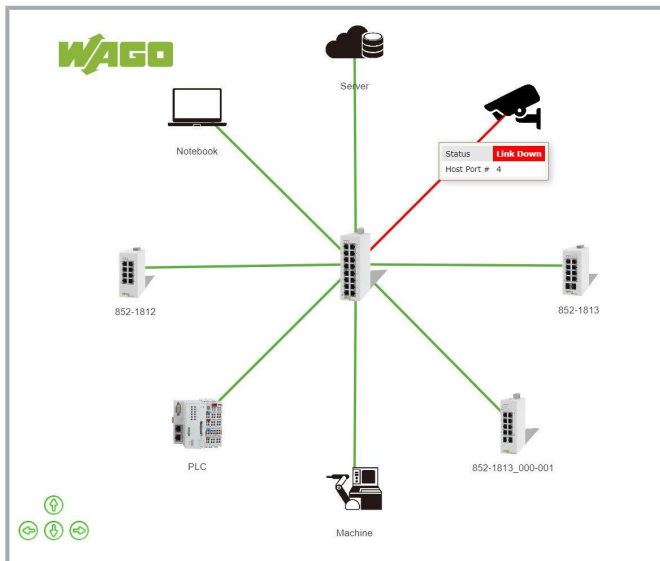 WAGO
Server
Notebook
Status Link Down
Host Port # 4
852-1812
852-1813
PLC
852-1813_000-001
Machine